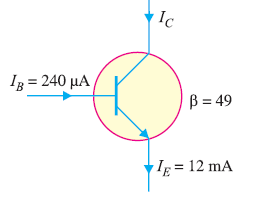 I_C
I_B = 240 μA
β = 49
I_E = 12 mA